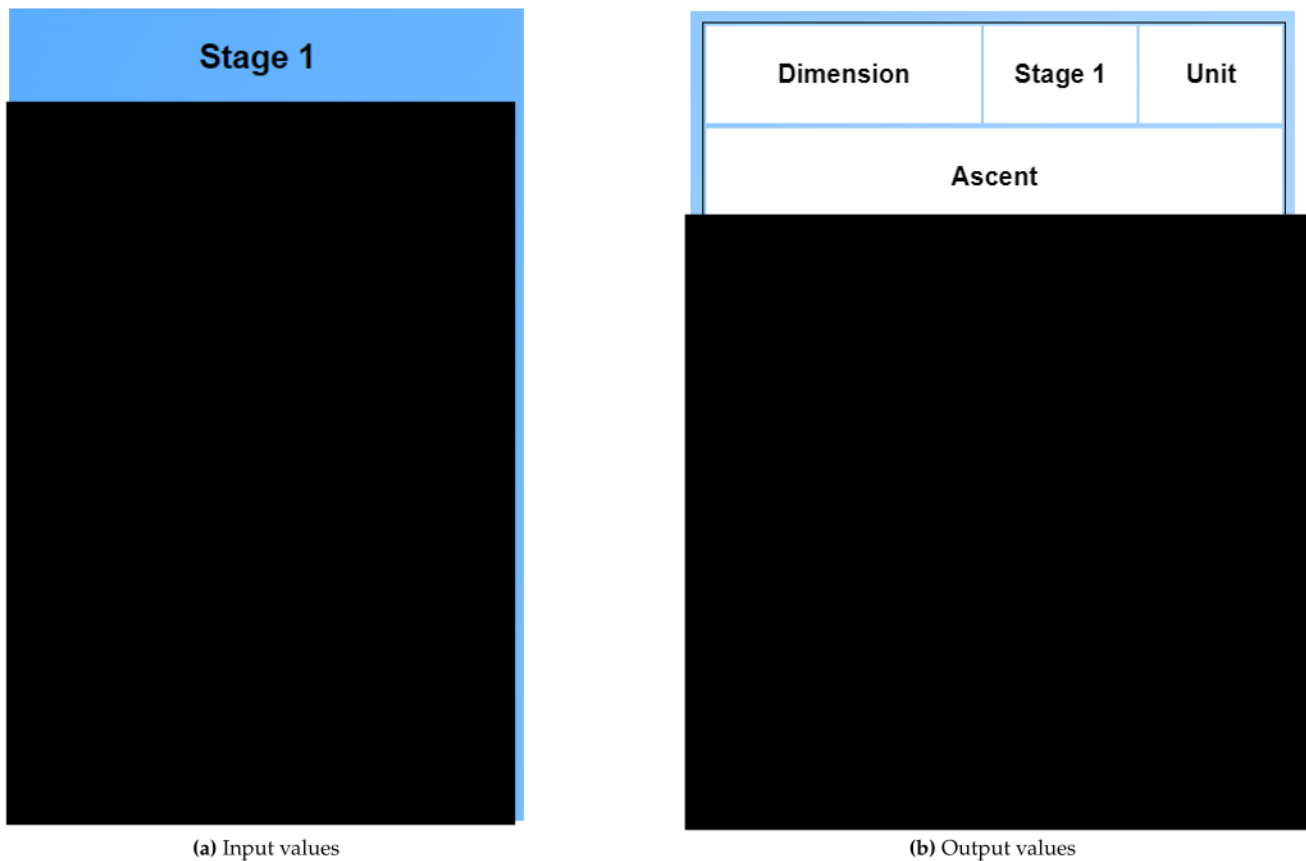 Stage 1
Dimension Stage 1 Unit
Ascent
(a) Input values
(b) Output values